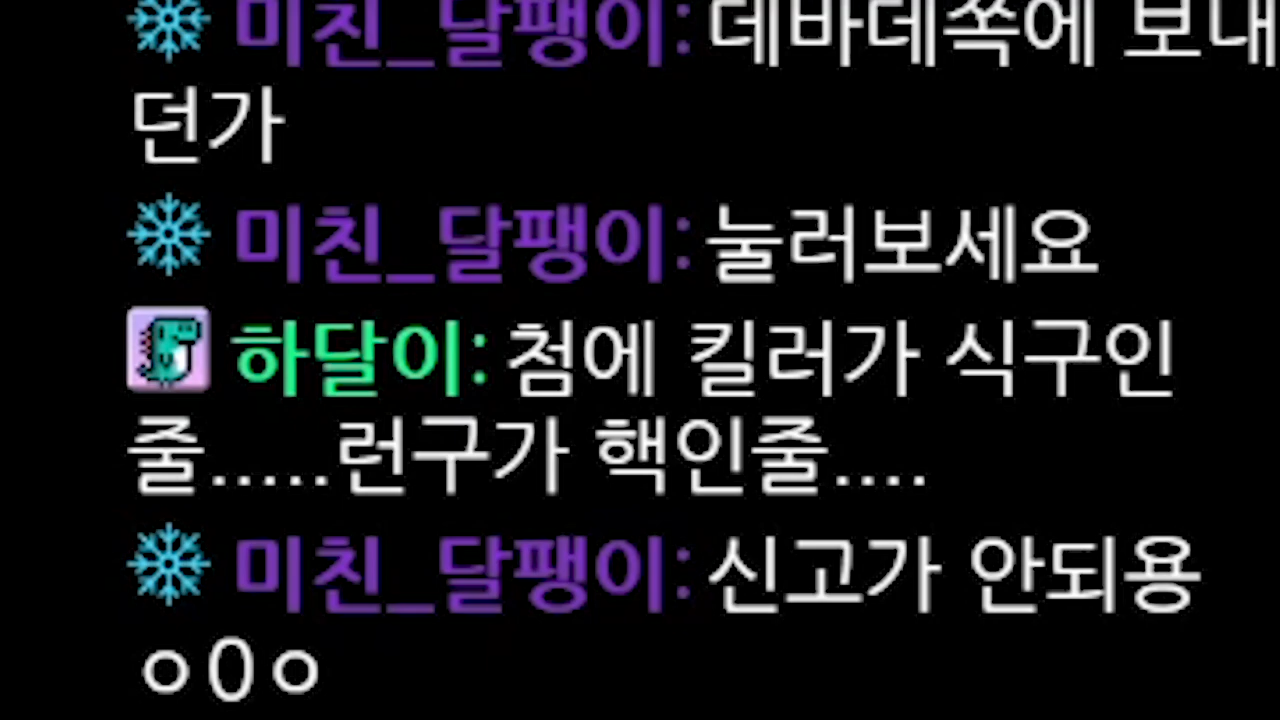 미친_달팽이: 데바데쪽에 보내
던가
미친_달팽이: 눌러보세요
하달이: 첨에 킬러가 식구인
줄.....런구가 핵인줄....
미친_달팽이: 신고가 안되용
ㅇ0ㅇ